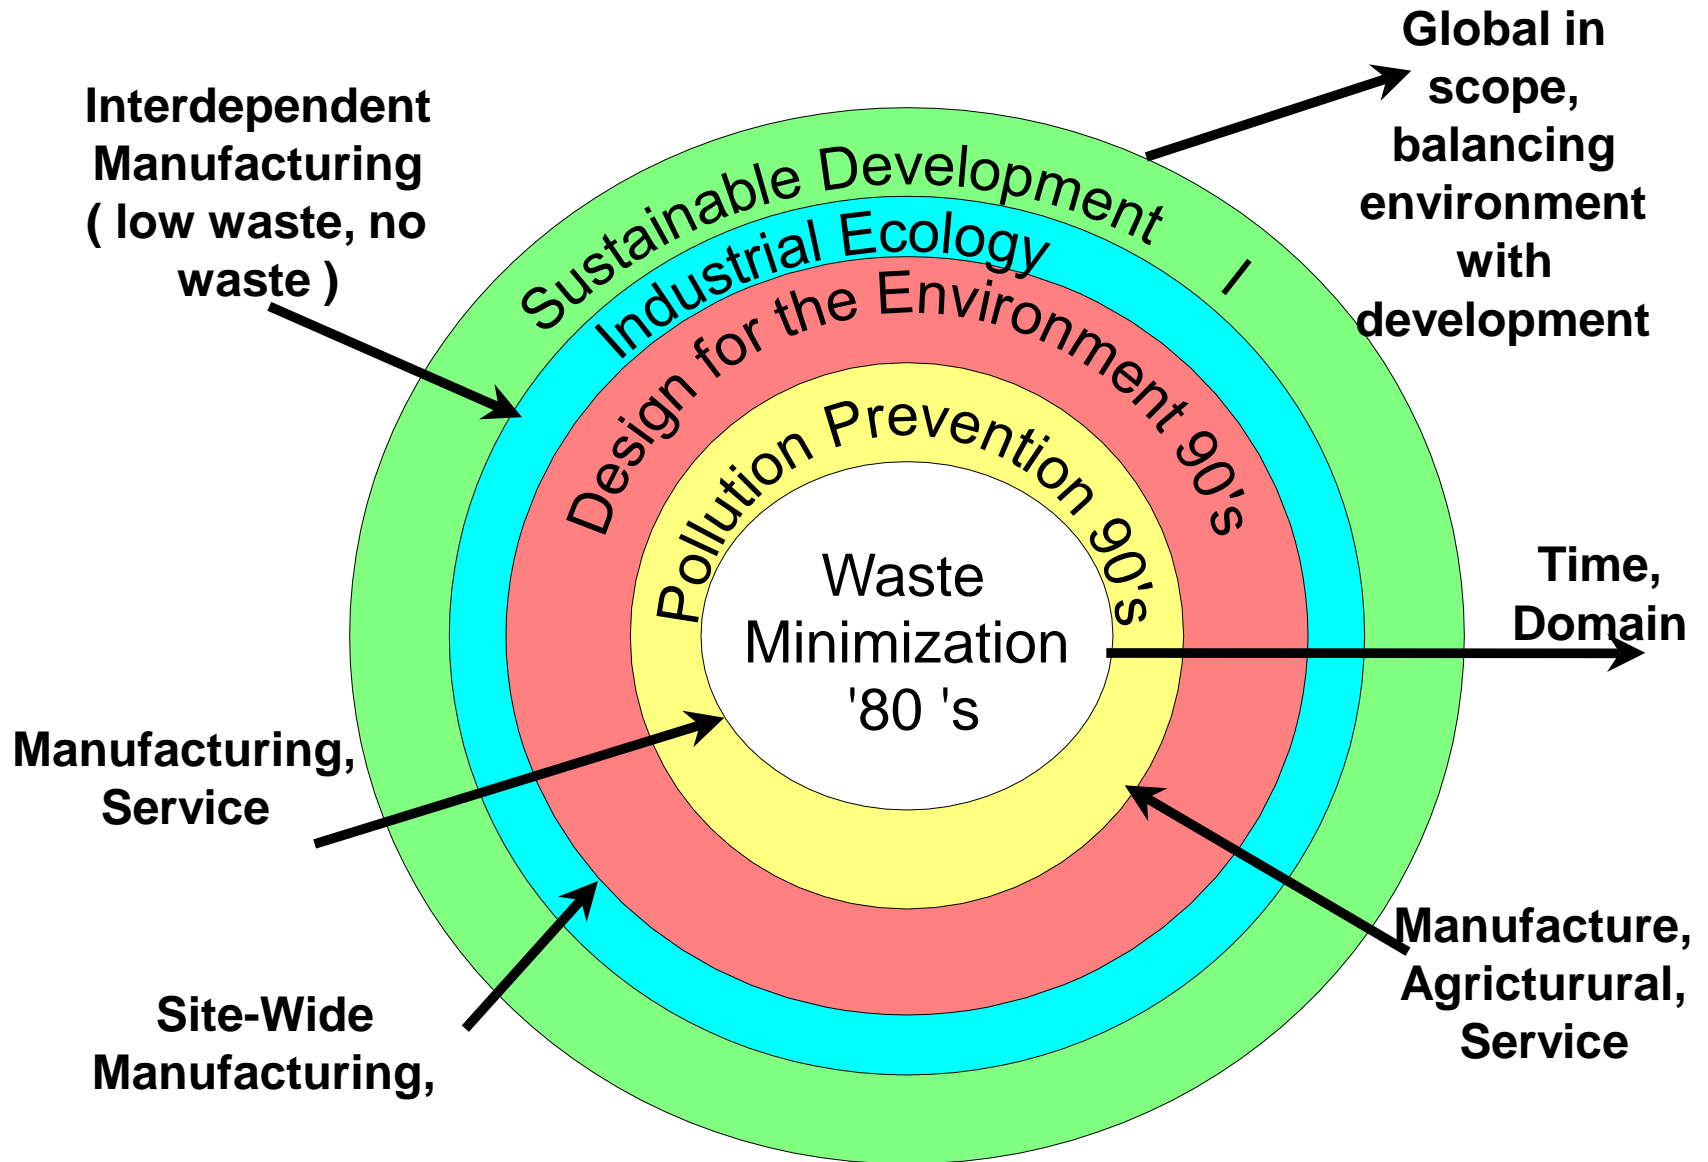 Global in
scope,
balancing
environment
with
development
Interdependent
Manufacturing
( low waste, no
waste )
Sustainable Development I
Industrial Ecology
Design for the Environment 90's
Pollution Prevention 90's
Waste
Minimization
'80 's
Time,
Domain
Manufacturing,
Service
Manufacture,
Agricturural,
Service
Site-Wide
Manufacturing,